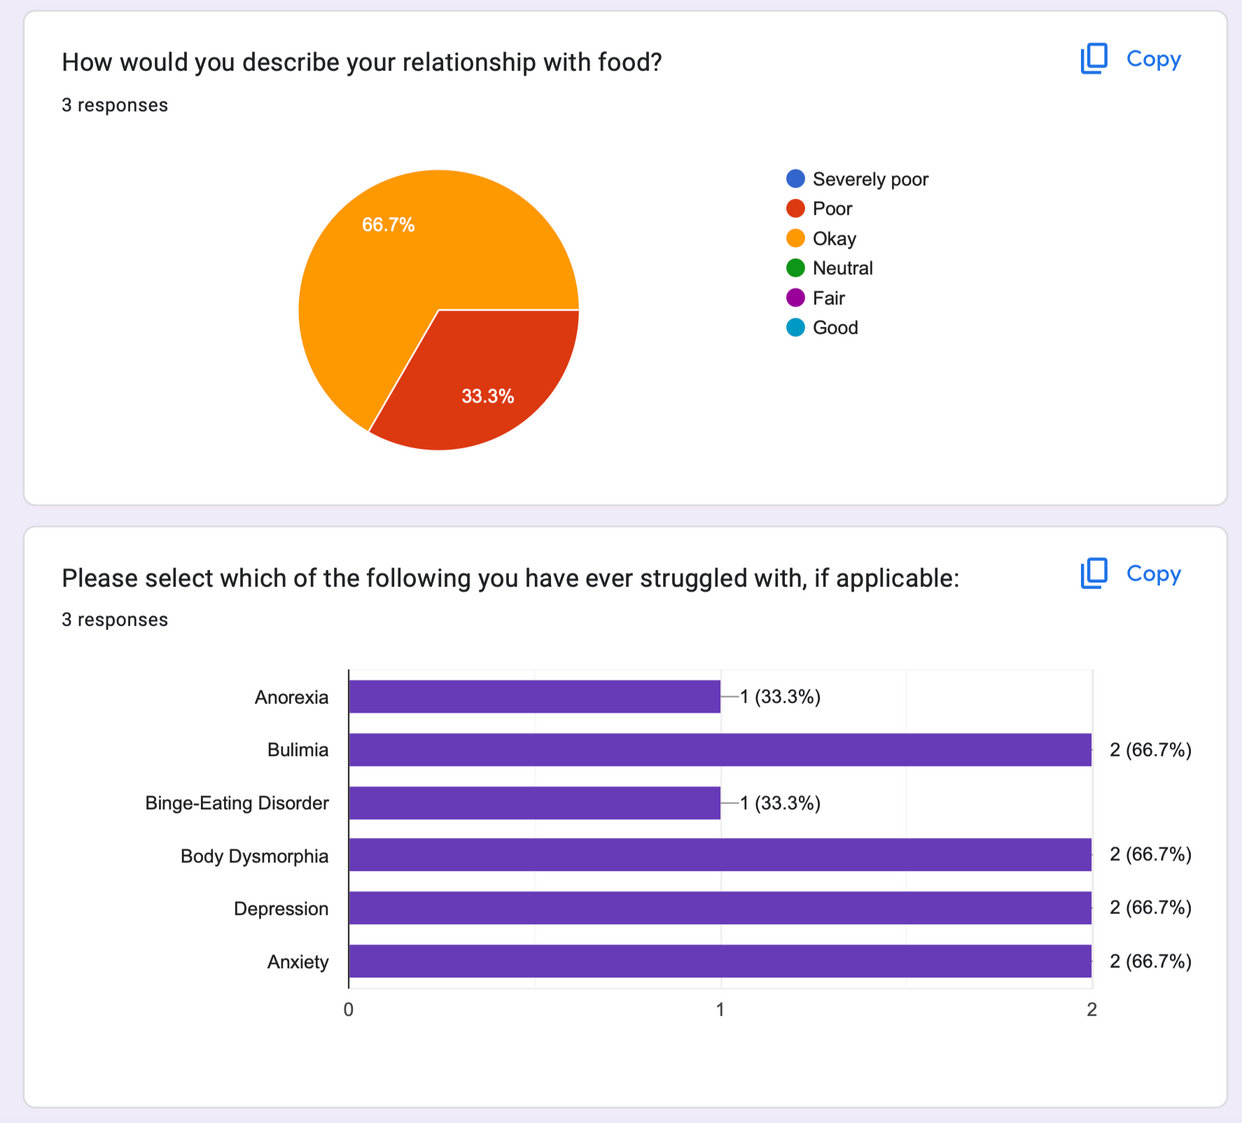 How would you describe your relationship with food?
Copy
3 responses
66.7%
33.3%
Severely poor
Poor
Okay
Neutral
Fair
Good
Please select which of the following you have ever struggled with, if applicable:
Copy
3 responses
Anorexia
1 (33.3%)
Bulimia
2 (66.7%)
Binge-Eating Disorder
1 (33.3%)
Body Dysmorphia
2 (66.7%)
Depression
2 (66.7%)
Anxiety
2 (66.7%)
0
1
2